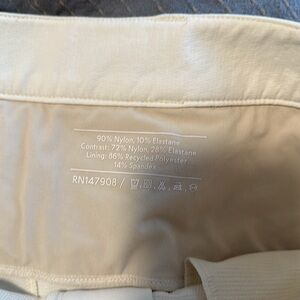 90% Nylon, 10% Elastane
Contrast: 72% Nylon, 28% Elastane
Lining: 86% Recycled Polyester,
14% Spandex
RN147908 /